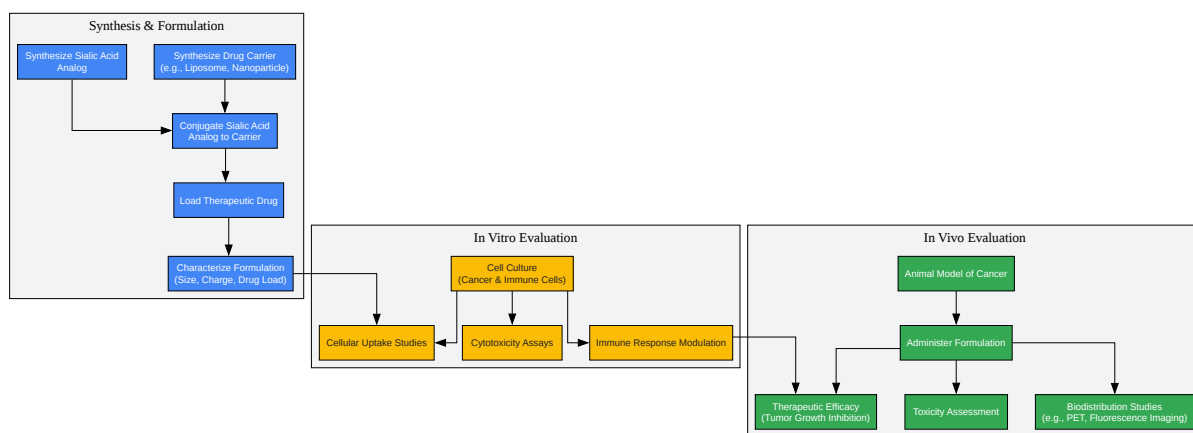 Synthesis & Formulation
Synthesize Sialic Acid
Analog
Synthesize Drug Carrier
(e.g., Liposome, Nanoparticle)
Conjugate Sialic Acid
Analog to Carrier
Load Therapeutic Drug
Characterize Formulation
(Size, Charge, Drug Load)
In Vitro Evaluation
Cell Culture
(Cancer & Immune Cells)
Cellular Uptake Studies
Cytotoxicity Assays
Immune Response Modulation
In Vivo Evaluation
Animal Model of Cancer
Administer Formulation
Therapeutic Efficacy
(Tumor Growth Inhibition)
Toxicity Assessment
Biodistribution Studies
(e.g., PET, Fluorescence Imaging)